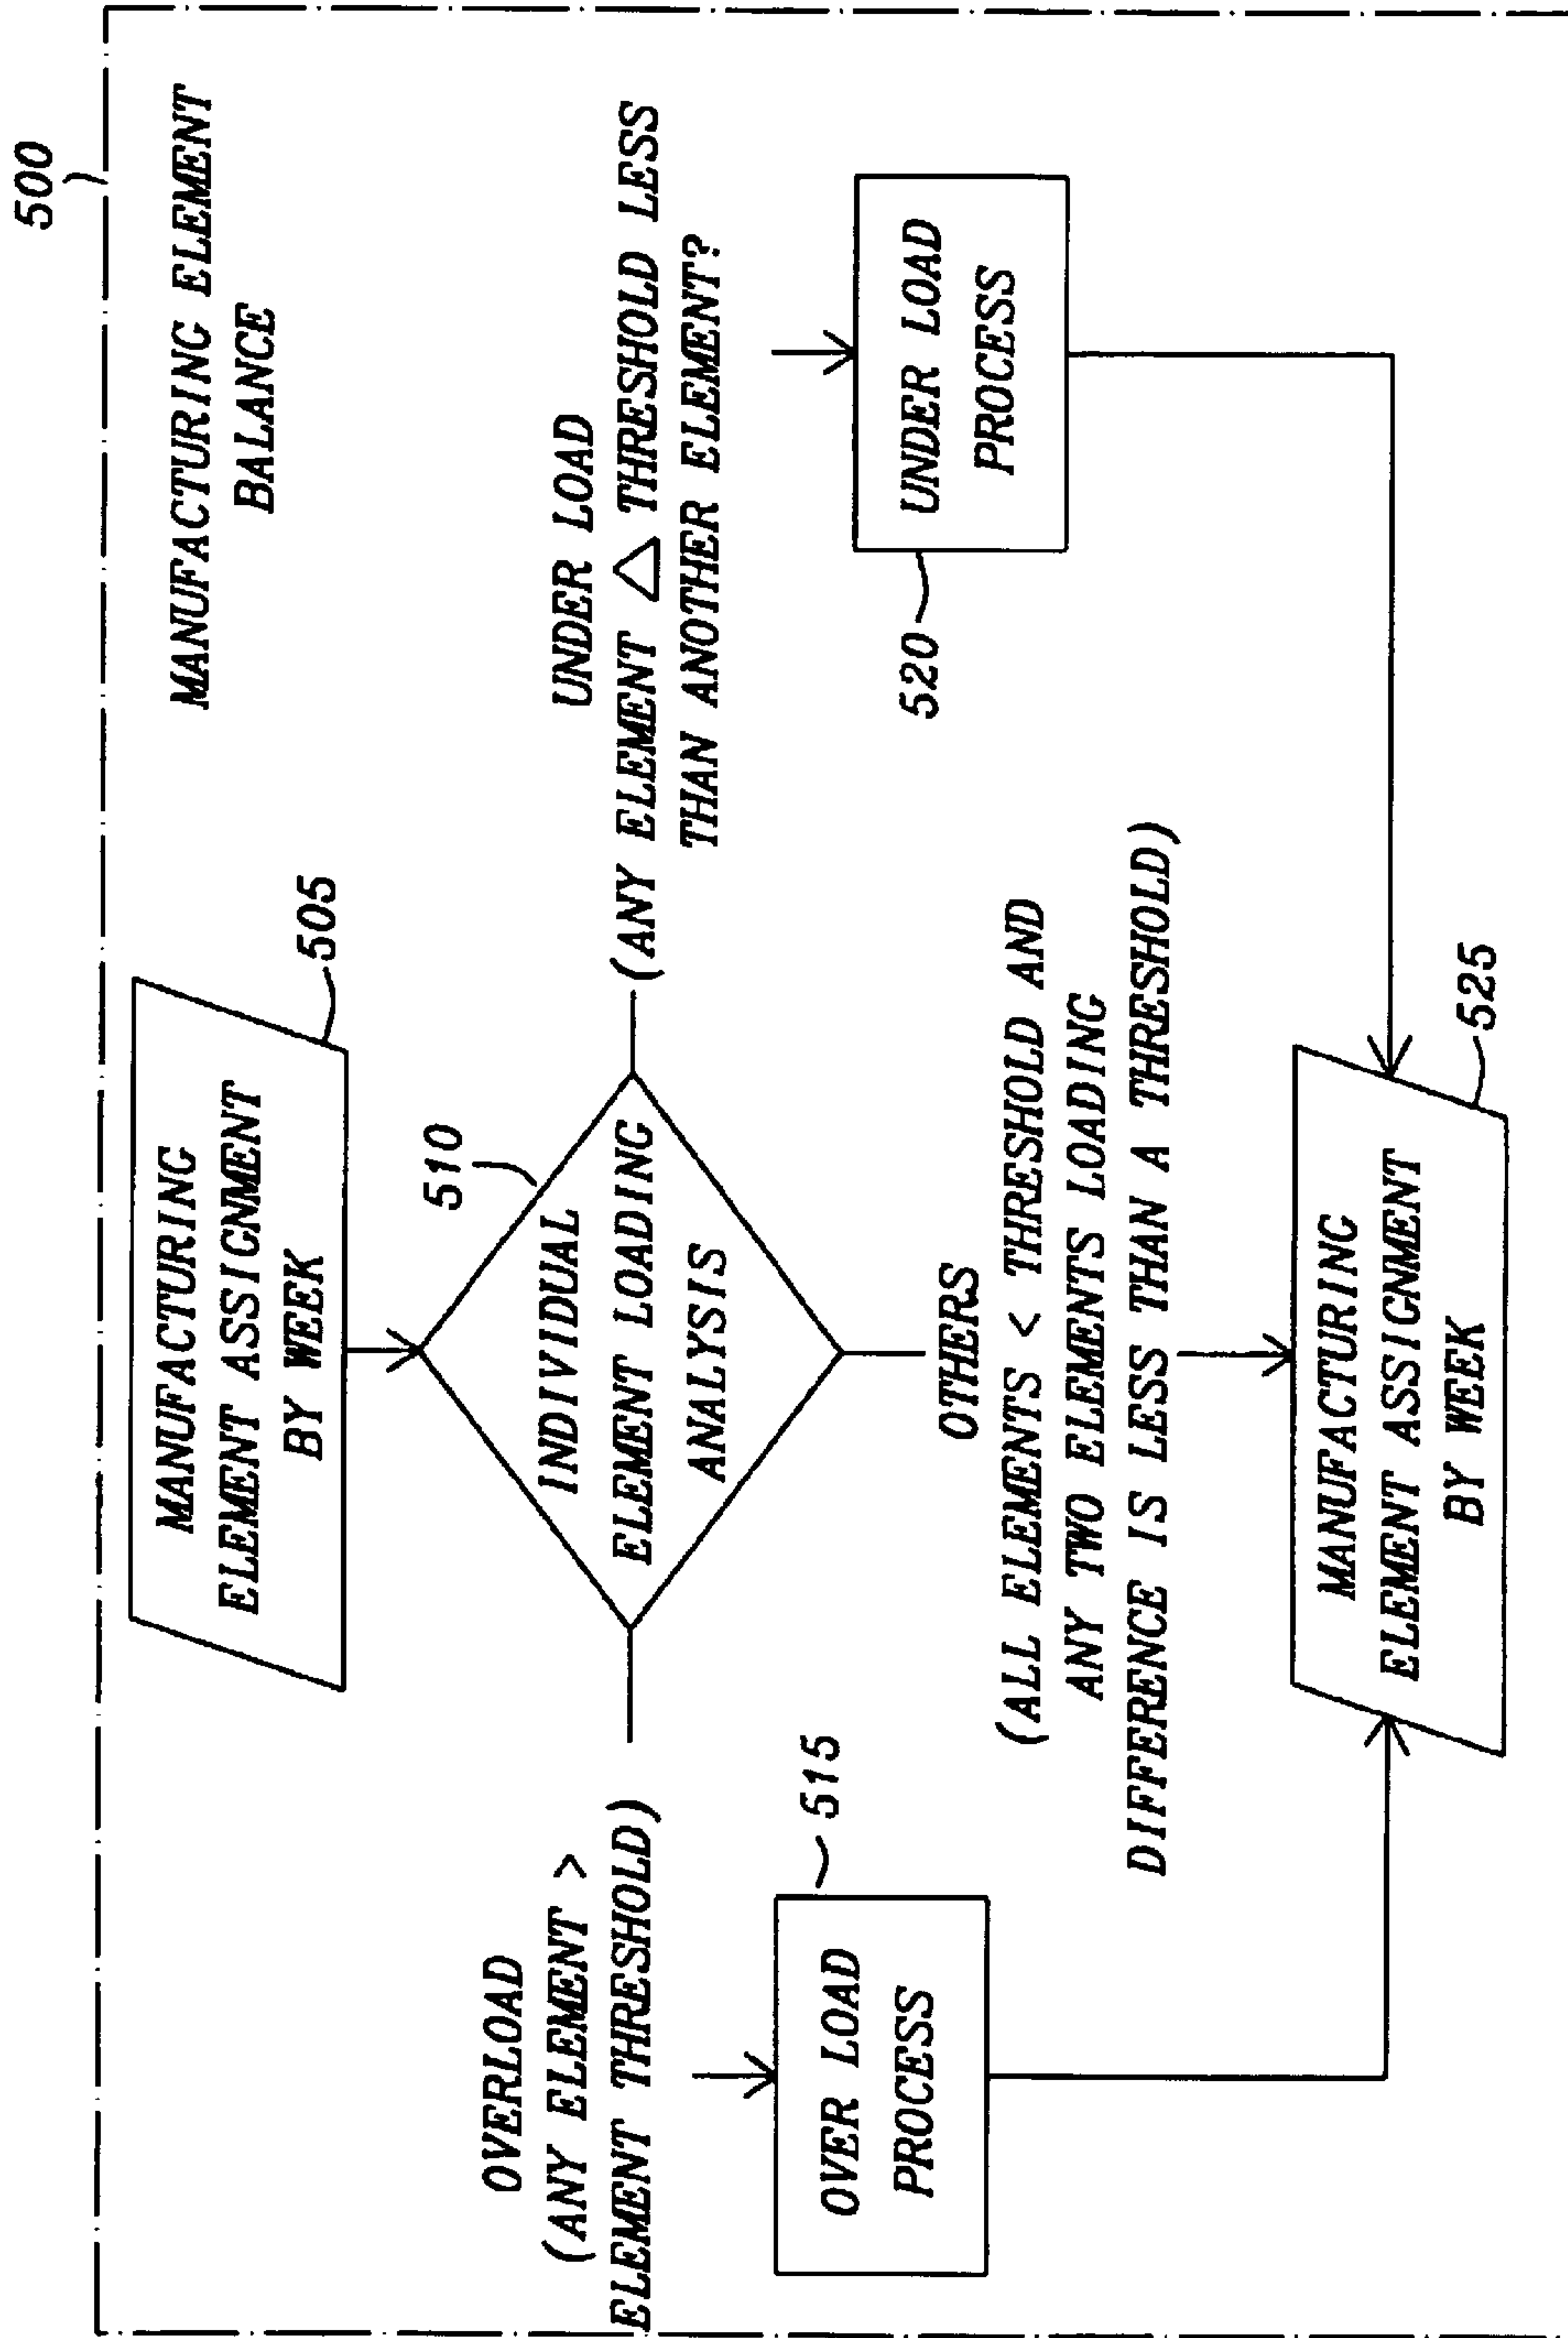 500
MANUFACTURING ELEMENT
BALANCE
MANUFACTURING
ELEMENT ASSIGNMENT
BY WEEK
505
510
INDIVIDUAL
ELEMENT LOADING
ANALYSIS
OVERLOAD
(ANY ELEMENT >
ELEMENT THRESHOLD)
UNDER LOAD
(ANY ELEMENT △ THRESHOLD LESS
THAN ANOTHER ELEMENT?
515
OVER LOAD
PROCESS
520
UNDER LOAD
PROCESS
OTHERS
(ALL ELEMENTS < THRESHOLD AND
ANY TWO ELEMENTS LOADING
DIFFERENCE IS LESS THAN A THRESHOLD)
MANUFACTURING
ELEMENT ASSIGNMENT
BY WEEK
525